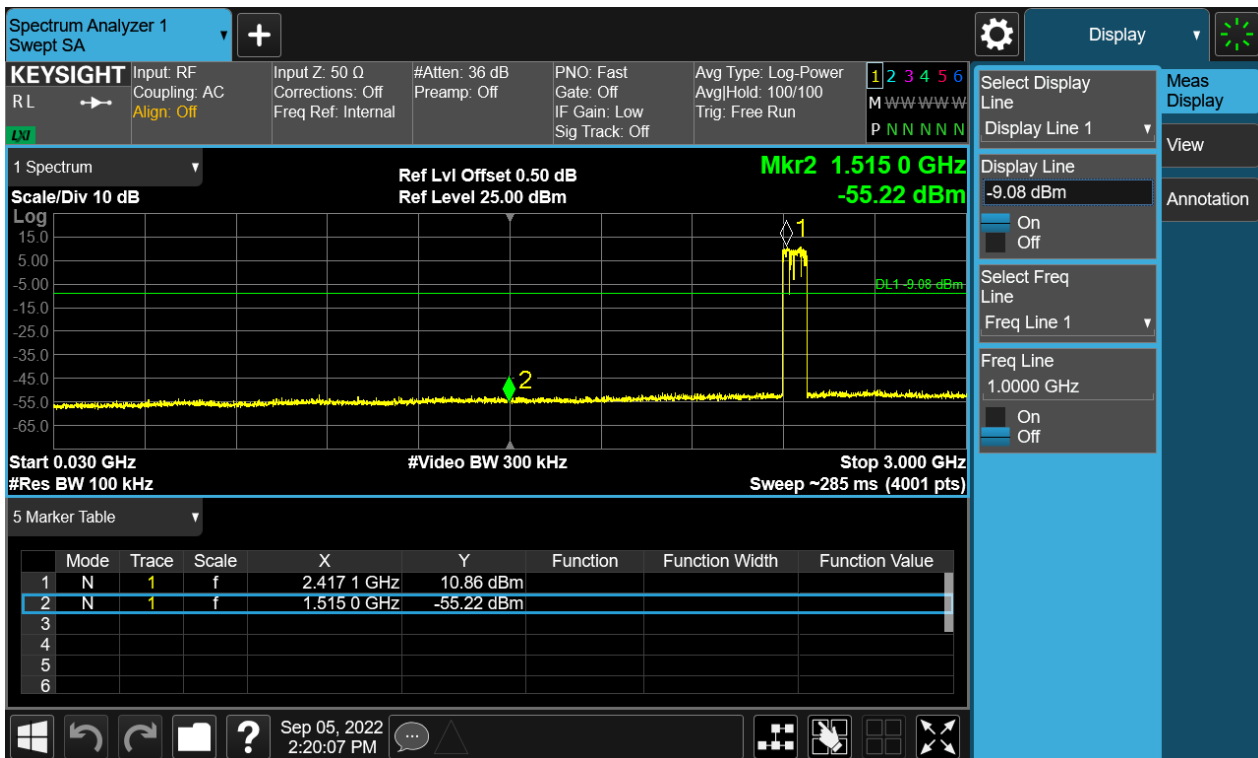 Spectrum Analyzer 1
Swept SA
Display
KEYSIGHT
R L
LXI
Input: RF
Coupling: AC
Align: Off
Input Z: 50 Ω
Corrections: Off
Freq Ref: Internal
#Atten: 36 dB
Preamp: Off
PNO: Fast
Gate: Off
IF Gain: Low
Sig Track: Off
Avg Type: Log-Power
Avg|Hold: 100/100
Trig: Free Run
1 2 3 4 5 6
M W W W W W
P N N N N N
1 Spectrum
Scale/Div 10 dB
Ref Lvl Offset 0.50 dB
Ref Level 25.00 dBm
Mkr2 1.515 0 GHz
-55.22 dBm
Log
15.0
5.00
-5.00
-15.0
-25.0
-35.0
-45.0
-55.0
-65.0
1
DL1 -9.08 dBm
2
Start 0.030 GHz
#Video BW 300 kHz
Stop 3.000 GHz
#Res BW 100 kHz
Sweep ~285 ms (4001 pts)
5 Marker Table
Mode Trace Scale X Y Function Function Width Function Value
1 N 1 f 2.417 1 GHz 10.86 dBm
2 N 1 f 1.515 0 GHz -55.22 dBm
3
4
5
6
Sep 05, 2022
2:20:07 PM
Select Display
Line
Display Line 1
Display Line
-9.08 dBm
On
Off
Select Freq
Line
Freq Line 1
Freq Line
1.0000 GHz
On
Off
Meas
Display
View
Annotation